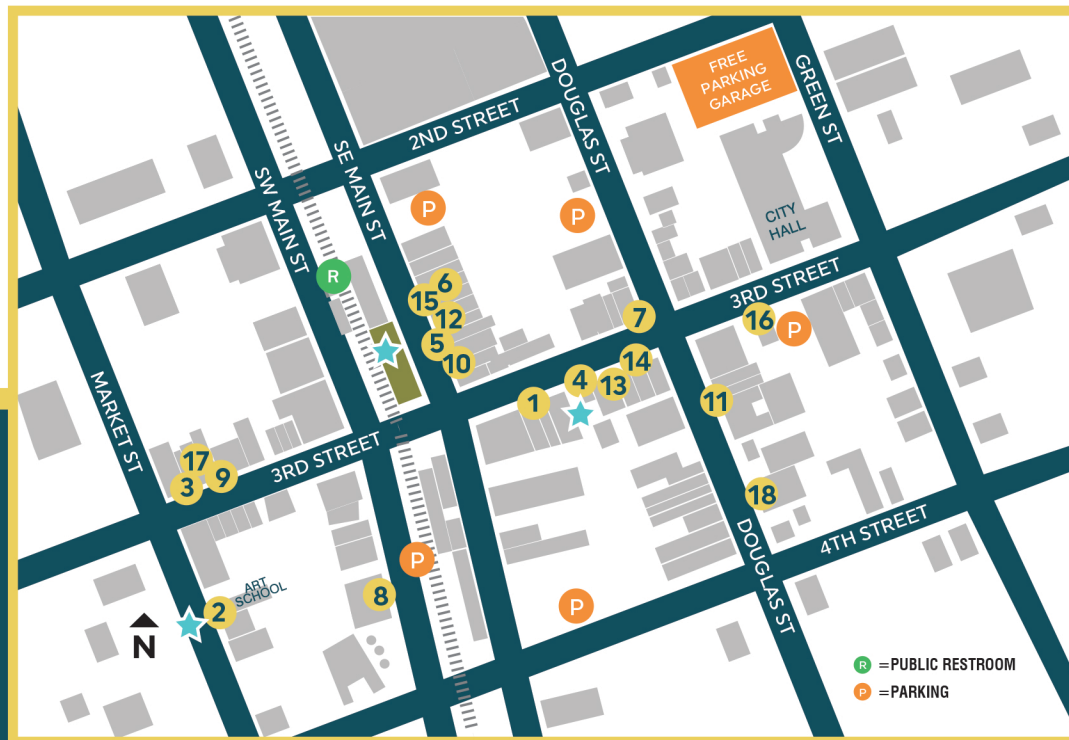 FREE
PARKING
GARAGE
DOUGLAS ST
GREEN ST
2ND STREET
SE MAIN ST
SW MAIN ST
P
P
CITY
HALL
R
3RD STREET
6
15
12
5
10
7
16
P
14
4
13
1
11
MARKET ST
3RD STREET
17
3
9
18
DOUGLAS ST
4TH STREET
P
8
P
ART
SCHOOL
2
N
R =PUBLIC RESTROOM
P =PARKING